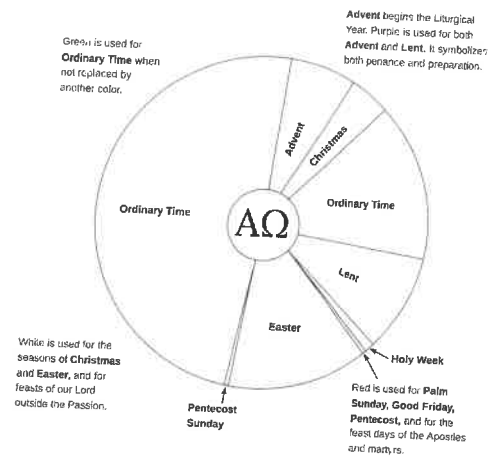 Advent begins the Liturgical
Year. Purple is used for both
Advent and Lent. It symbolizes
both penance and preparation.
Green is used for
Ordinary Time when
not replaced by
another color.
Advent
Christmas
Ordinary Time
Ordinary Time
ΑΩ
Lent
Easter
Holy Week
White is used for the
seasons of Christmas
and Easter, and for
feasts of our Lord
outside the Passion.
Pentecost
Sunday
Red is used for Palm
Sunday, Good Friday,
Pentecost, and for the
feast days of the Apostles
and martyrs.